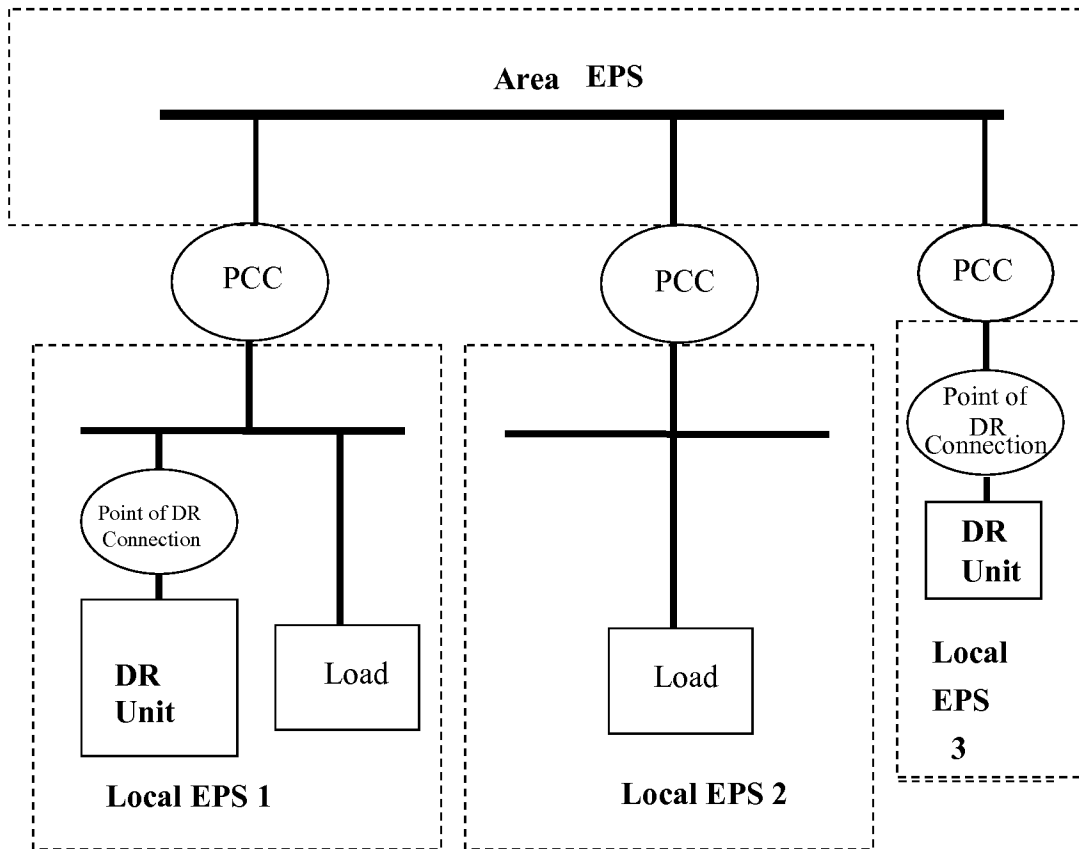 Area EPS
PCC
PCC
PCC
Point of DR
Connection
DR
Unit
Load
Local EPS 1
Load
Local EPS 2
Point of
DR
Connection
DR
Unit
Local
EPS
3